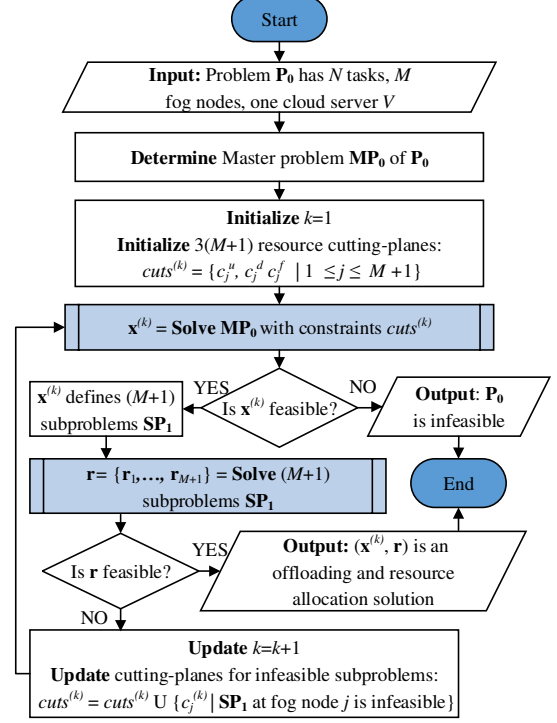 Start
Input: Problem P₀ has N tasks, M
fog nodes, one cloud server V
Determine Master problem MP₀ of P₀
Initialize k=1
Initialize 3(M+1) resource cutting-planes:
cuts⁽ᵏ⁾ = {cⱼᵘ, cⱼᵈ cⱼᶠ | 1 ≤j ≤ M +1}
x⁽ᵏ⁾ = Solve MP₀ with constraints cuts⁽ᵏ⁾
YES
NO
Is x⁽ᵏ⁾ feasible?
x⁽ᵏ⁾ defines (M+1)
subproblems SP₁
Output: P₀
is infeasible
r= {r₁,…, r_{M+1}} = Solve (M+1)
subproblems SP₁
End
Is r feasible?
YES
Output: (x⁽ᵏ⁾, r) is an
offloading and resource
allocation solution
NO
Update k=k+1
Update cutting-planes for infeasible subproblems:
cuts⁽ᵏ⁾ = cuts⁽ᵏ⁾ U {cⱼ⁽ᵏ⁾| SP₁ at fog node j is infeasible}